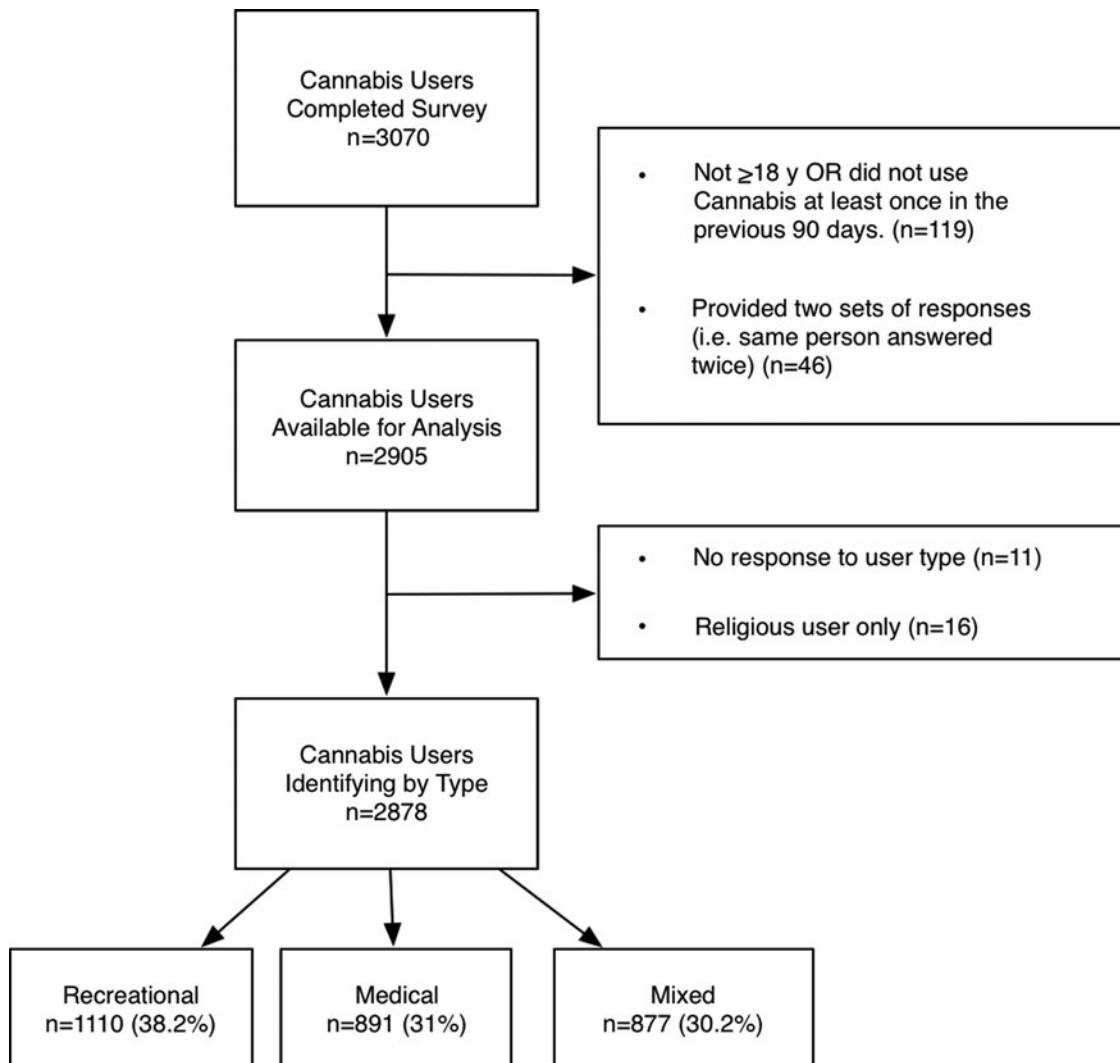 Cannabis Users
Completed Survey
n=3070
• Not ≥18 y OR did not use
Cannabis at least once in the
previous 90 days. (n=119)
• Provided two sets of responses
(i.e. same person answered
twice) (n=46)
Cannabis Users
Available for Analysis
n=2905
• No response to user type (n=11)
• Religious user only (n=16)
Cannabis Users
Identifying by Type
n=2878
Recreational
n=1110 (38.2%)
Medical
n=891 (31%)
Mixed
n=877 (30.2%)